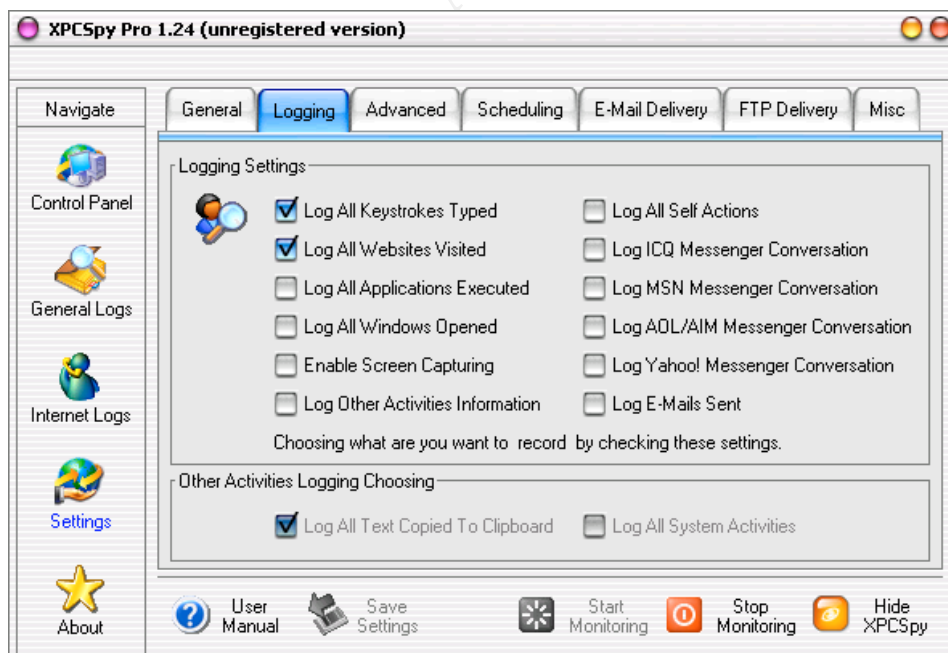 XPCSpy Pro 1.24 (unregistered version)
Navigate
Control Panel
General Logs
Internet Logs
Settings
About
General
Logging
Advanced
Scheduling
E-Mail Delivery
FTP Delivery
Misc
Logging Settings
Log All Keystrokes Typed
Log All Self Actions
Log All Websites Visited
Log ICQ Messenger Conversation
Log All Applications Executed
Log MSN Messenger Conversation
Log All Windows Opened
Log AOL/AIM Messenger Conversation
Enable Screen Capturing
Log Yahoo! Messenger Conversation
Log Other Activities Information
Log E-Mails Sent
Choosing what are you want to record by checking these settings.
Other Activities Logging Choosing
Log All Text Copied To Clipboard
Log All System Activities
User
Manual
Save
Settings
Start
Monitoring
Stop
Monitoring
Hide
XPCSpy